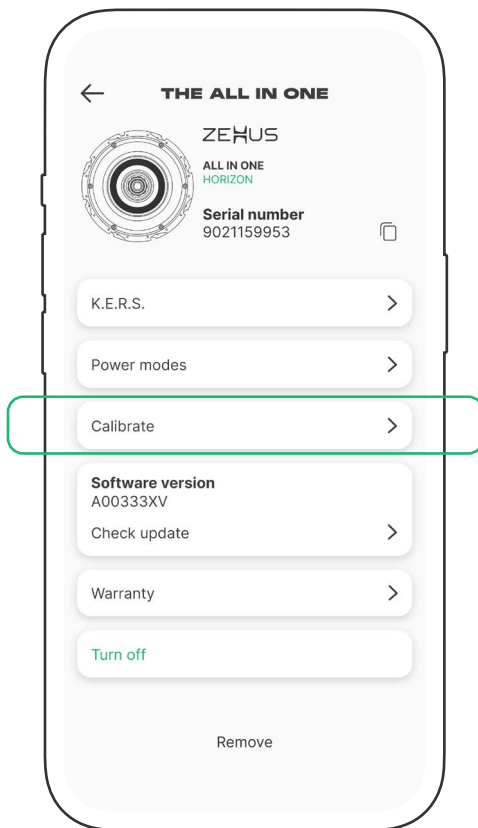 THE ALL IN ONE
ZEHUS
ALL IN ONE
HORIZON
Serial number
9021159953
K.E.R.S.
Power modes
Calibrate
Software version
A00333XV
Check update
Warranty
Turn off
Remove